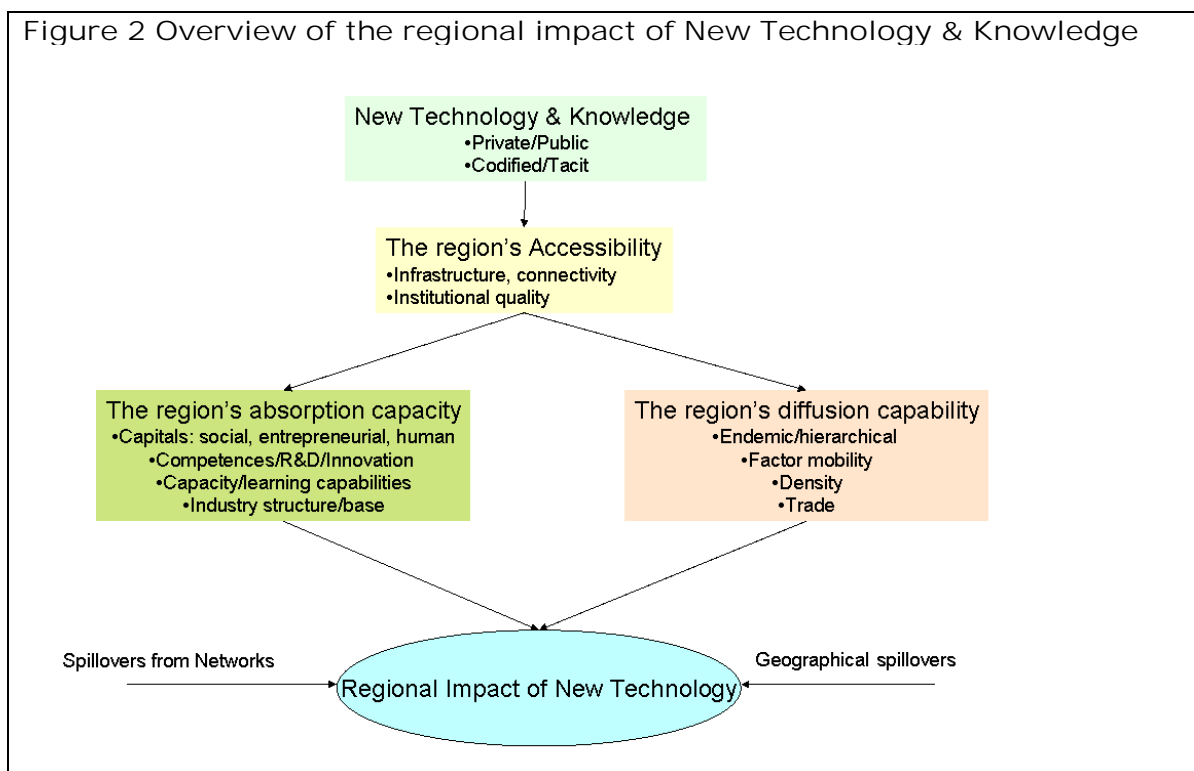 Figure 2 Overview of the regional impact of New Technology & Knowledge
New Technology & Knowledge
•Private/Public
•Codified/Tacit
The region's Accessibility
•Infrastructure, connectivity
•Institutional quality
The region's absorption capacity
•Capitals: social, entrepreneurial, human
•Competences/R&D/Innovation
•Capacity/learning capabilities
•Industry structure/base
The region's diffusion capability
•Endemic/hierarchical
•Factor mobility
•Density
•Trade
Spillovers from Networks
Geographical spillovers
Regional Impact of New Technology